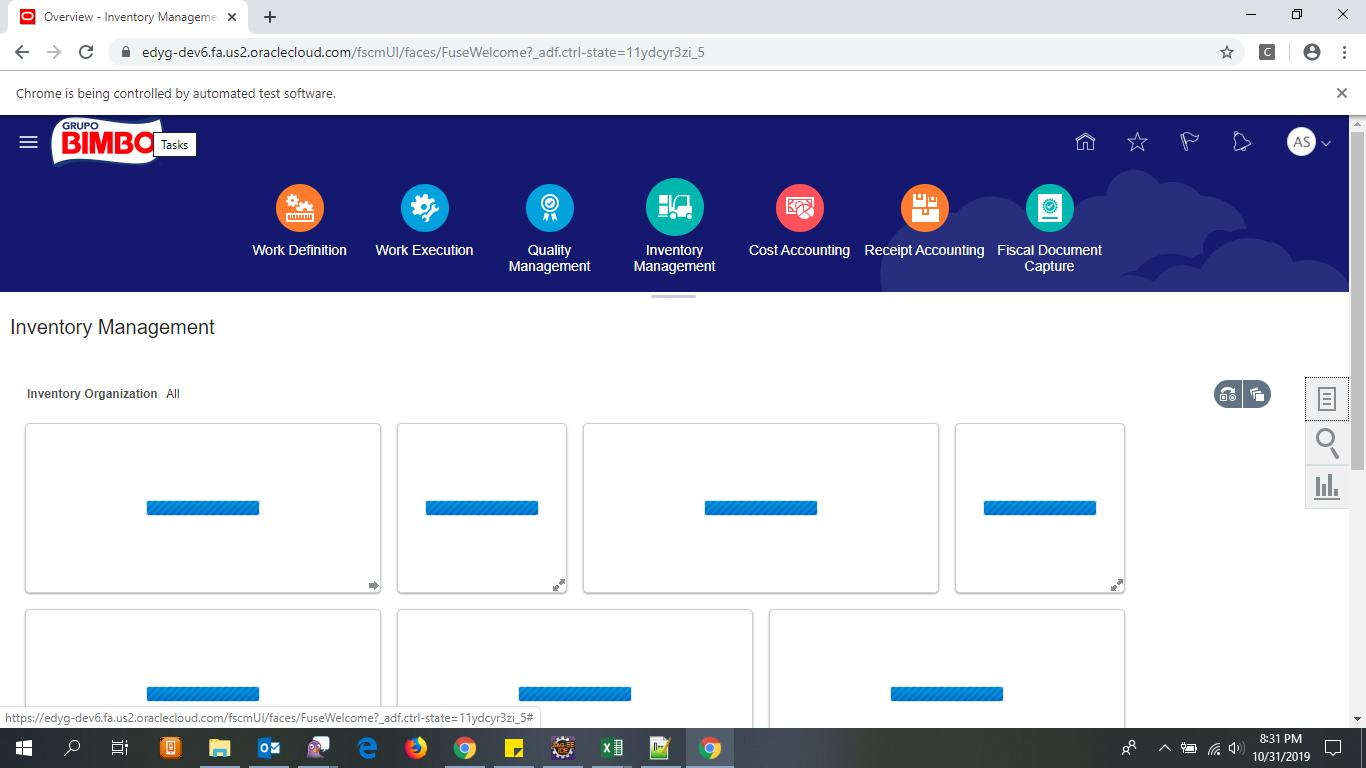 Overview - Inventory Manageme
edyg-dev6.fa.us2.oraclecloud.com/fscmUI/faces/FuseWelcome?_adf.ctrl-state=11ydcyr3zi_5
C
Chrome is being controlled by automated test software.
GRUPO
BIMBO
Tasks
AS
Work Definition
Work Execution
Quality
Management
Inventory
Management
Cost Accounting
Receipt Accounting
Fiscal Document
Capture
Inventory Management
Inventory Organization All
https://edyg-dev6.fa.us2.oraclecloud.com/fscmUI/faces/FuseWelcome?_adf.ctrl-state=11ydcyr3zi_5#
8:31 PM
10/31/2019